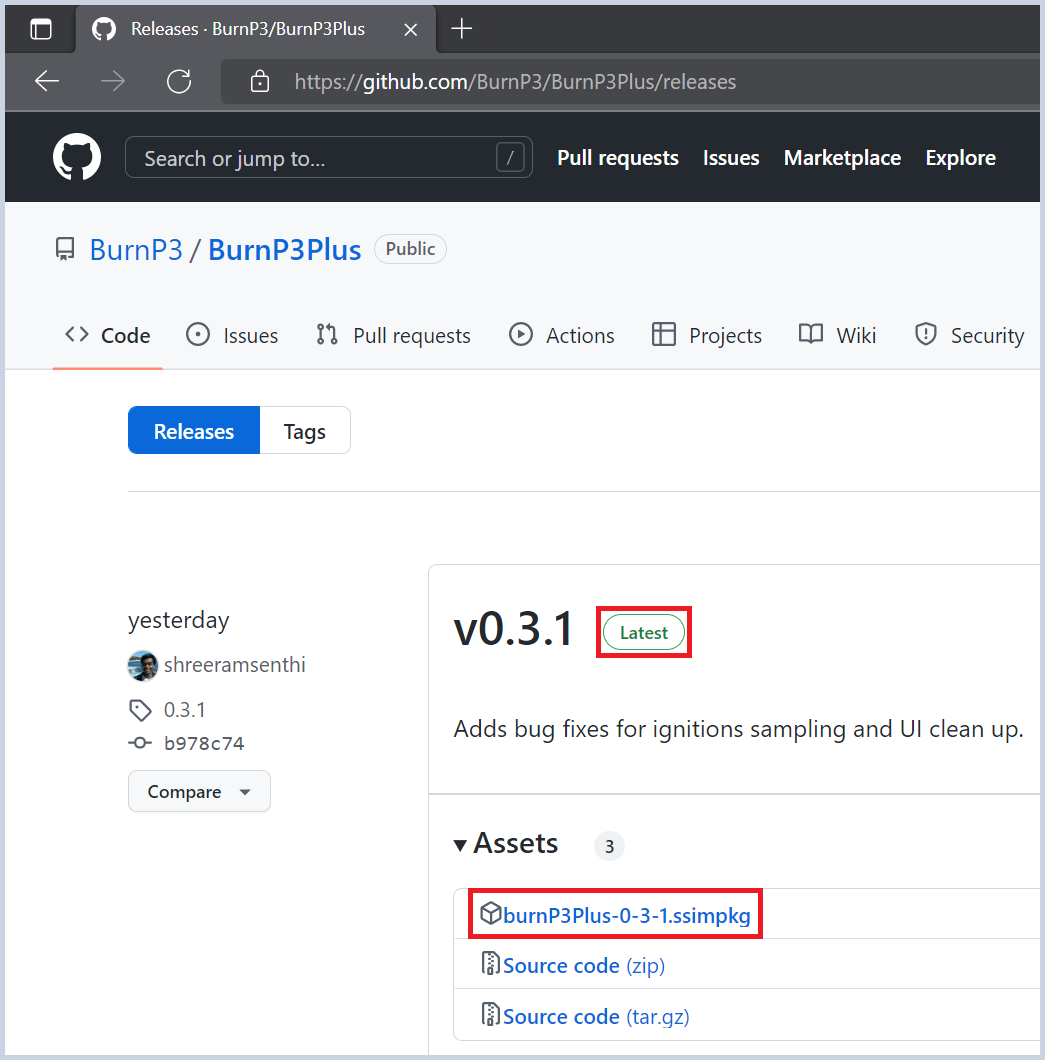 Releases · BurnP3/BurnP3Plus
https://github.com/BurnP3/BurnP3Plus/releases
Search or jump to... / Pull requests Issues Marketplace Explore
BurnP3 / BurnP3Plus Public
Code Issues Pull requests Actions Projects Wiki Security
Releases Tags
v0.3.1 Latest
yesterday
shreeramsenthi
0.3.1
b978c74
Compare
Adds bug fixes for ignitions sampling and UI clean up.
Assets 3
burnP3Plus-0-3-1.ssimpkg
Source code (zip)
Source code (tar.gz)